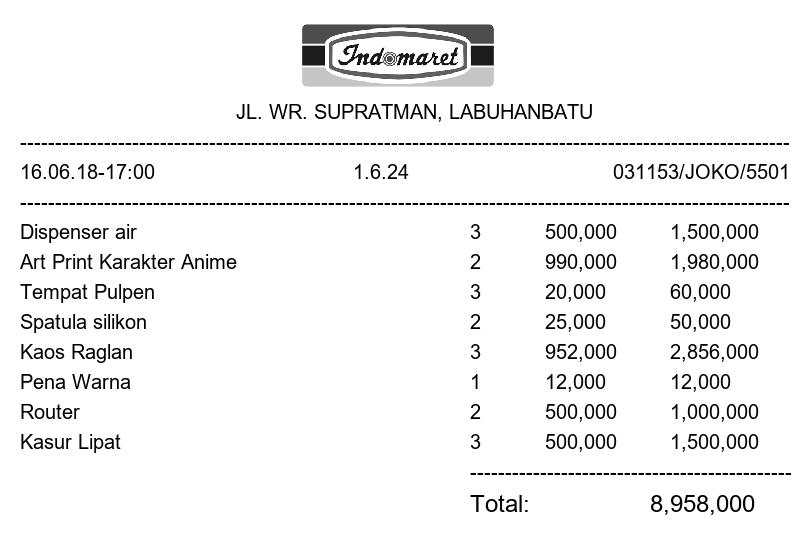 Indomaret
JL. WR. SUPRATMAN, LABUHANBATU
16.06.18-17:00 1.6.24 031153/JOKO/5501
Dispenser air 3 500,000 1,500,000
Art Print Karakter Anime 2 990,000 1,980,000
Tempat Pulpen 3 20,000 60,000
Spatula silikon 2 25,000 50,000
Kaos Raglan 3 952,000 2,856,000
Pena Warna 1 12,000 12,000
Router 2 500,000 1,000,000
Kasur Lipat 3 500,000 1,500,000
Total: 8,958,000